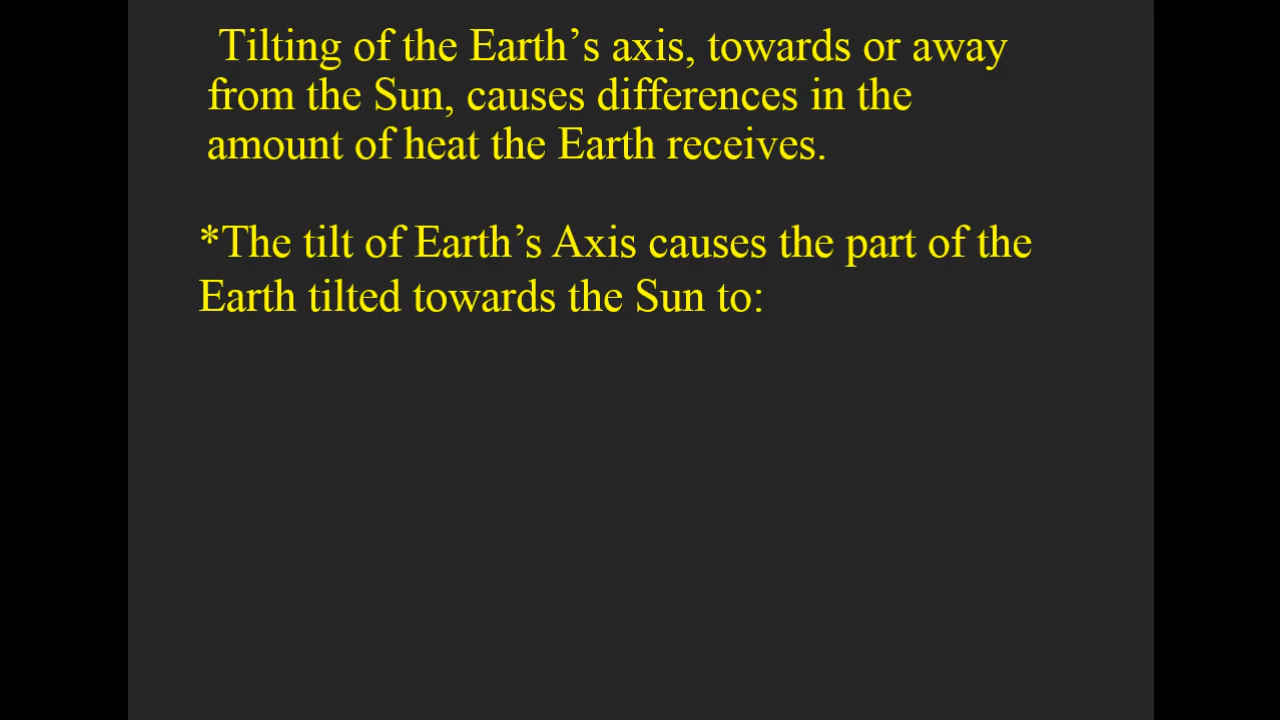 Tilting of the Earth’s axis, towards or away
from the Sun, causes differences in the
amount of heat the Earth receives.
*The tilt of Earth’s Axis causes the part of the
Earth tilted towards the Sun to: